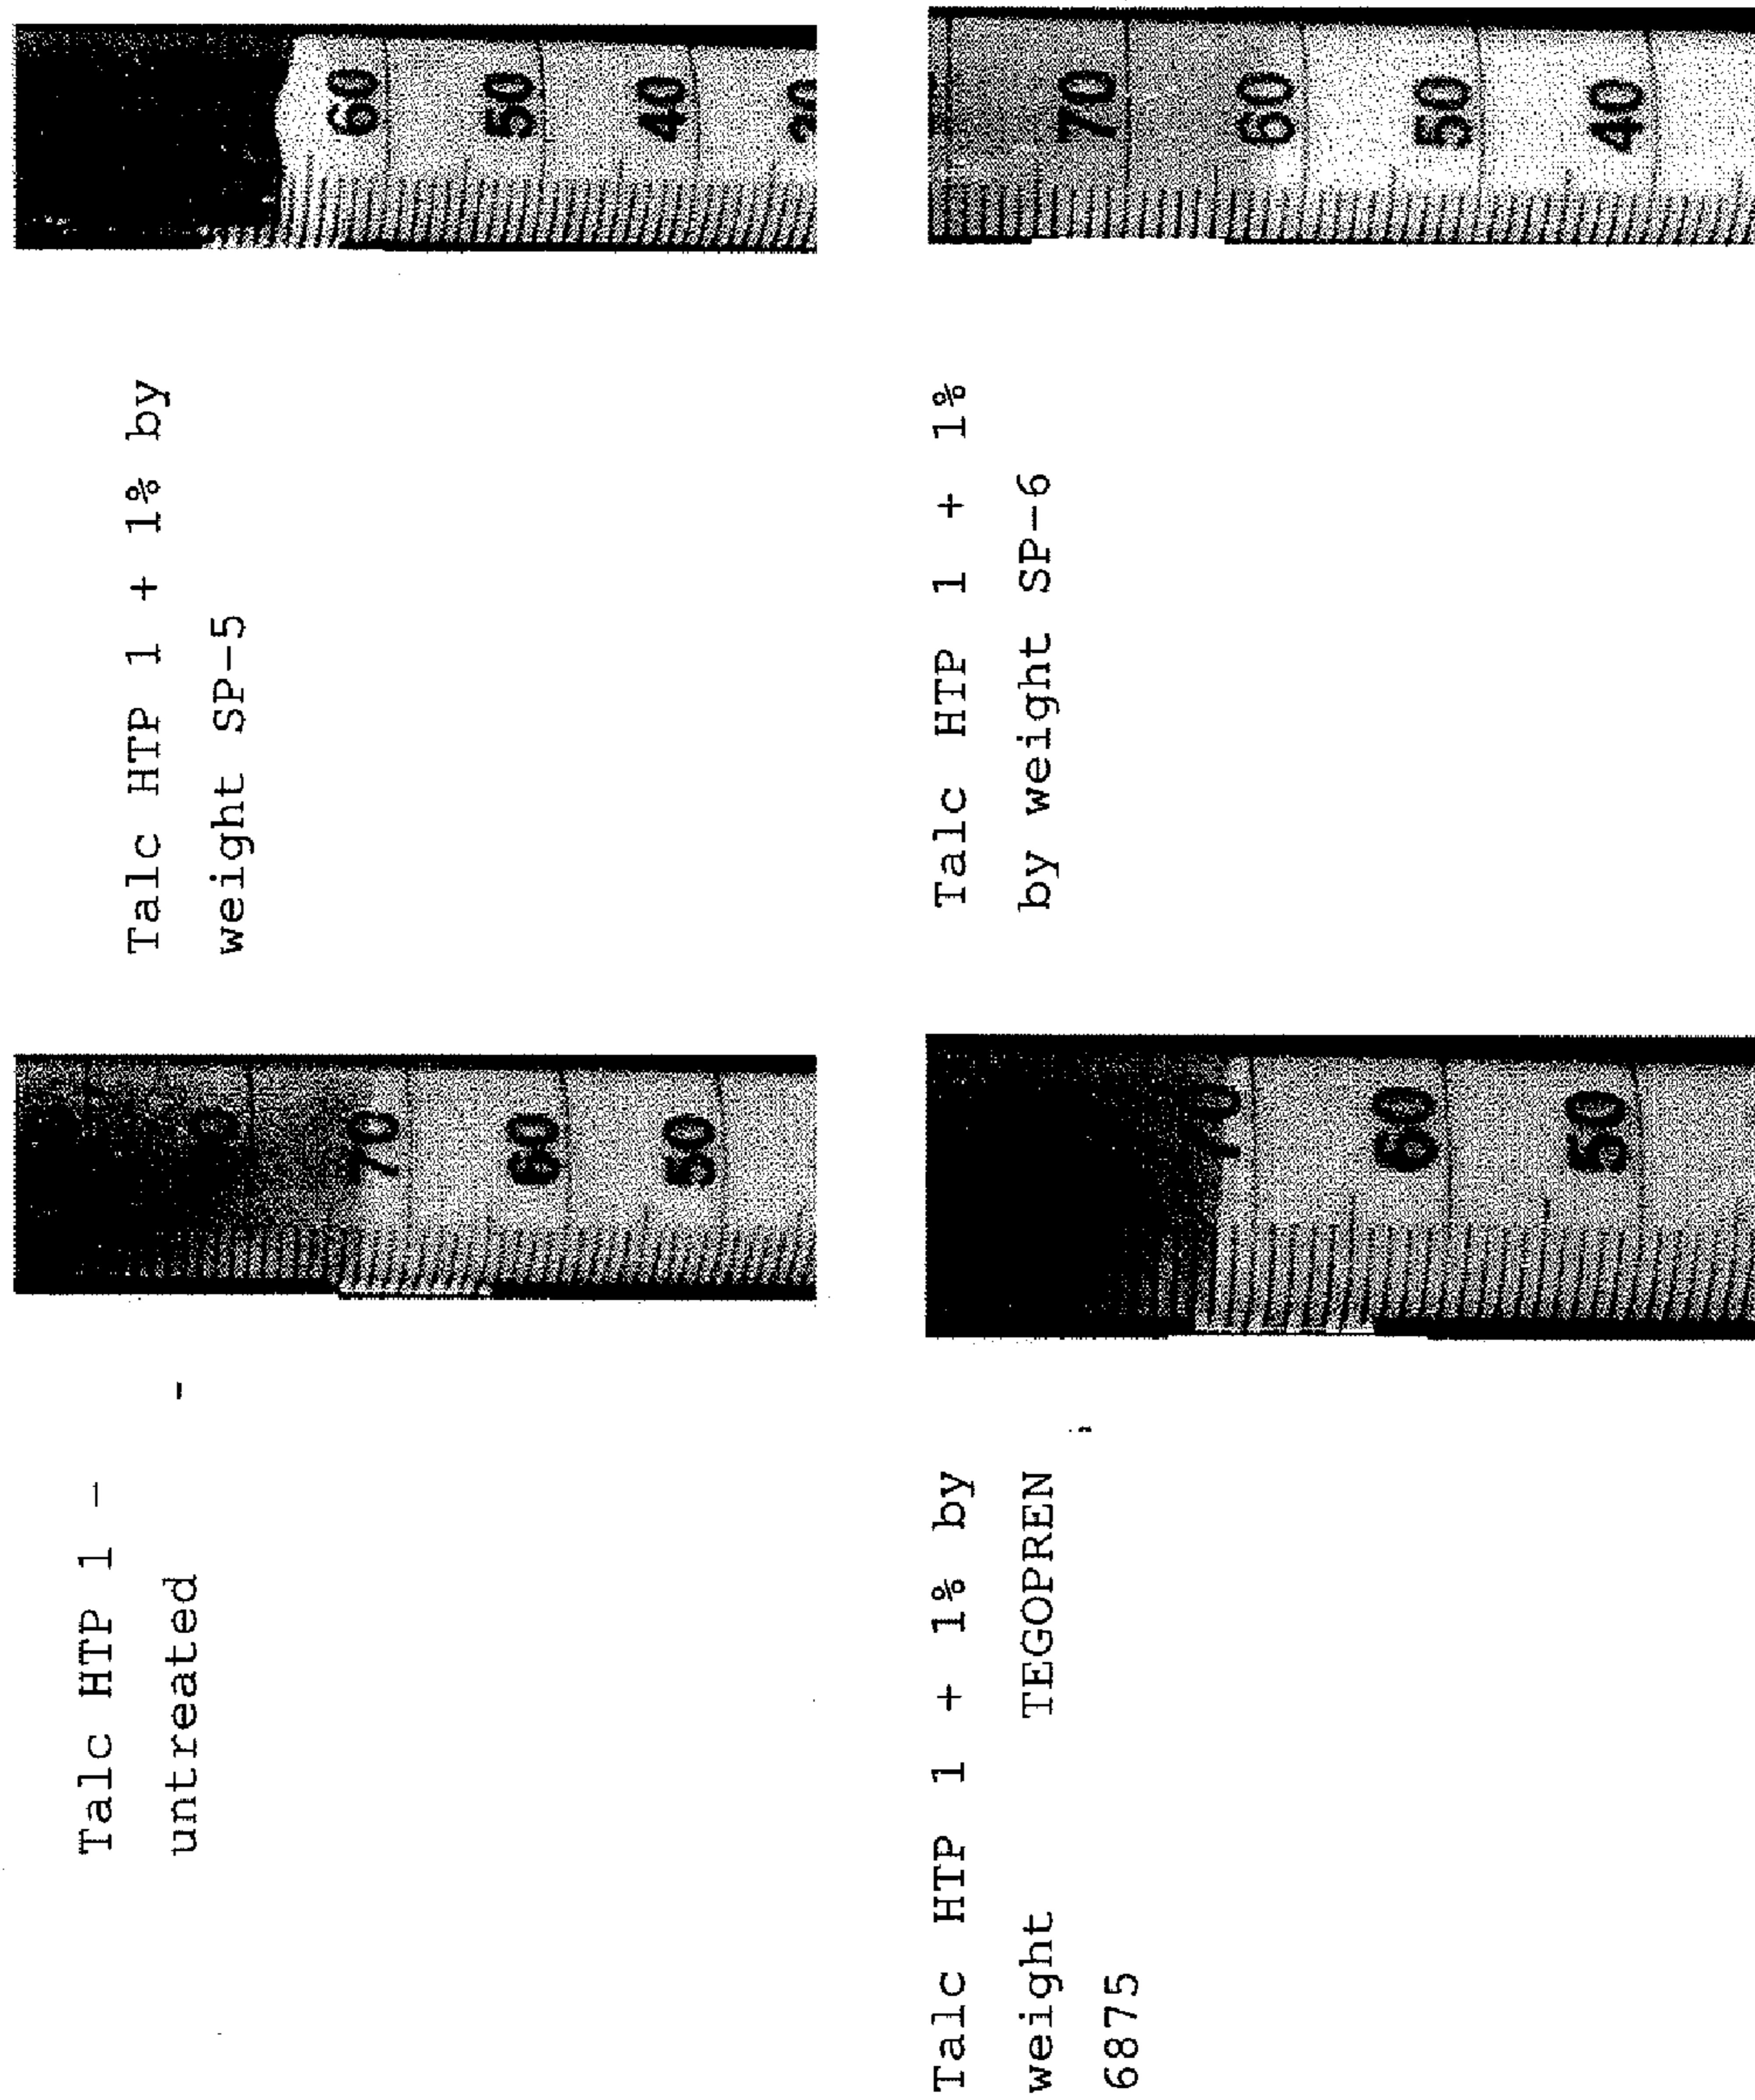 Talc HTP 1 -
untreated
70
60
50
Talc HTP 1 + 1% by
weight SP-5
60
50
40
Talc HTP 1 + 1% by
weight TEGOPREN
6875
70
60
50
Talc HTP 1 + 1%
by weight SP-6
70
60
50
40